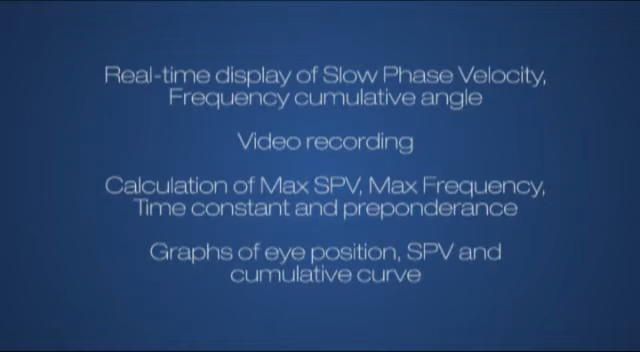 Real-time display of Slow Phase Velocity,
Frequency cumulative angle
Video recording
Calculation of Max SPV, Max Frequency,
Time constant and preponderance
Graphs of eye position, SPV and
cumulative curve